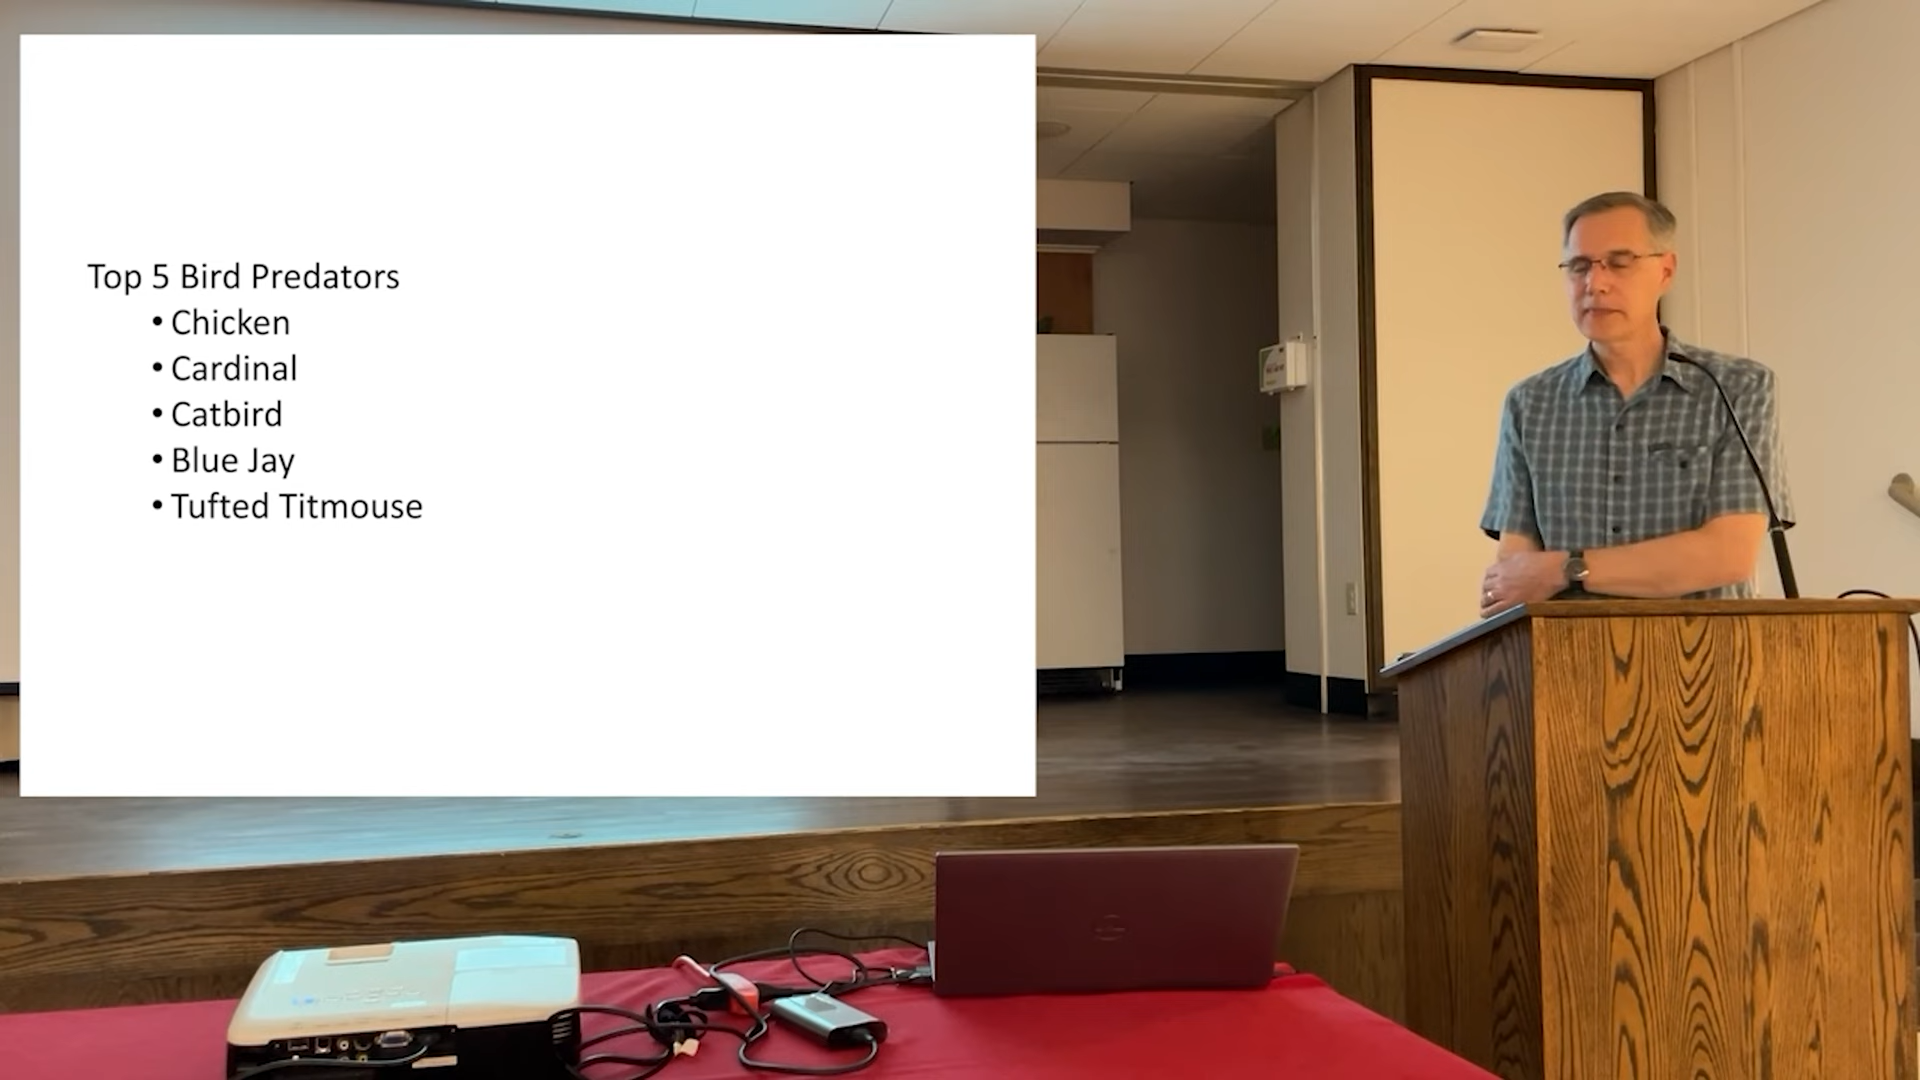 Top 5 Bird Predators
• Chicken
• Cardinal
• Catbird
• Blue Jay
• Tufted Titmouse